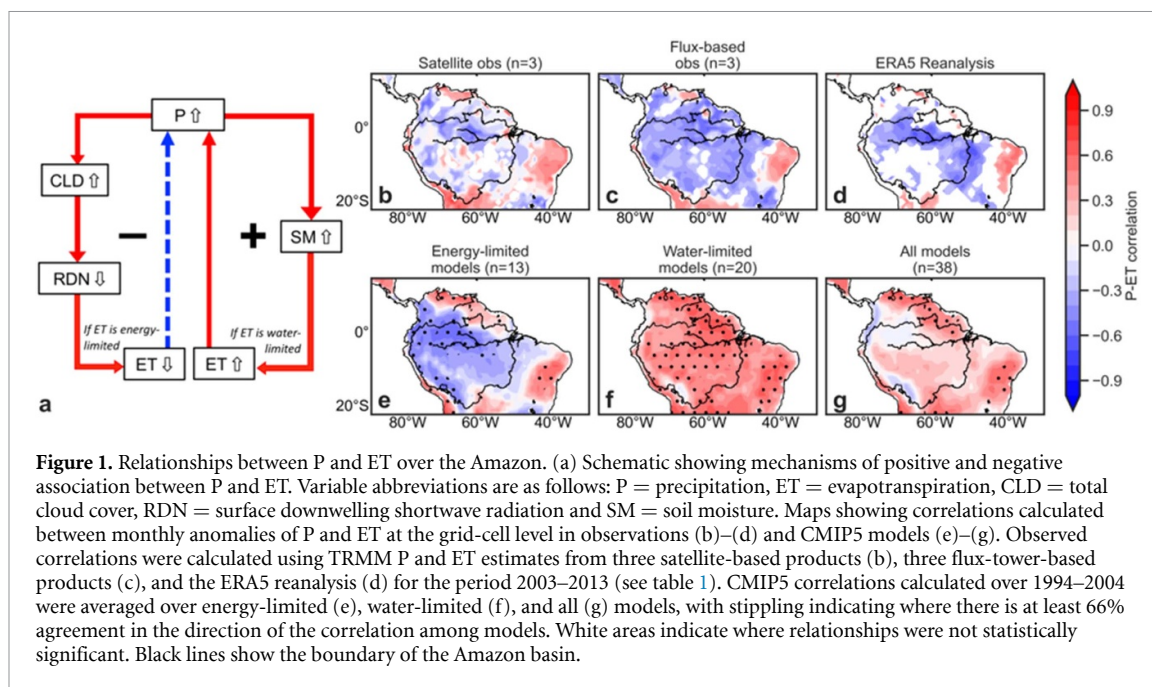 P ⇧
CLD ⇧
RDN ⇩
SM ⇧
If ET is energy-
limited
If ET is water-
limited
ET ⇩
ET ⇧
−
+
a
Satellite obs (n=3)
Flux-based
obs (n=3)
ERA5 Reanalysis
0°
20°S
b
c
d
80°W 60°W 40°W
80°W 60°W 40°W
80°W 60°W 40°W
Energy-limited
models (n=13)
Water-limited
models (n=20)
All models
(n=38)
0°
20°S
e
f
g
80°W 60°W 40°W
80°W 60°W 40°W
80°W 60°W 40°W
0.9
0.6
0.3
0.0
−0.3
−0.6
−0.9
P-ET correlation
Figure 1. Relationships between P and ET over the Amazon. (a) Schematic showing mechanisms of positive and negative
association between P and ET. Variable abbreviations are as follows: P = precipitation, ET = evapotranspiration, CLD = total
cloud cover, RDN = surface downwelling shortwave radiation and SM = soil moisture. Maps showing correlations calculated
between monthly anomalies of P and ET at the grid-cell level in observations (b)–(d) and CMIP5 models (e)–(g). Observed
correlations were calculated using TRMM P and ET estimates from three satellite-based products (b), three flux-tower-based
products (c), and the ERA5 reanalysis (d) for the period 2003–2013 (see table 1). CMIP5 correlations calculated over 1994–2004
were averaged over energy-limited (e), water-limited (f), and all (g) models, with stippling indicating where there is at least 66%
agreement in the direction of the correlation among models. White areas indicate where relationships were not statistically
significant. Black lines show the boundary of the Amazon basin.